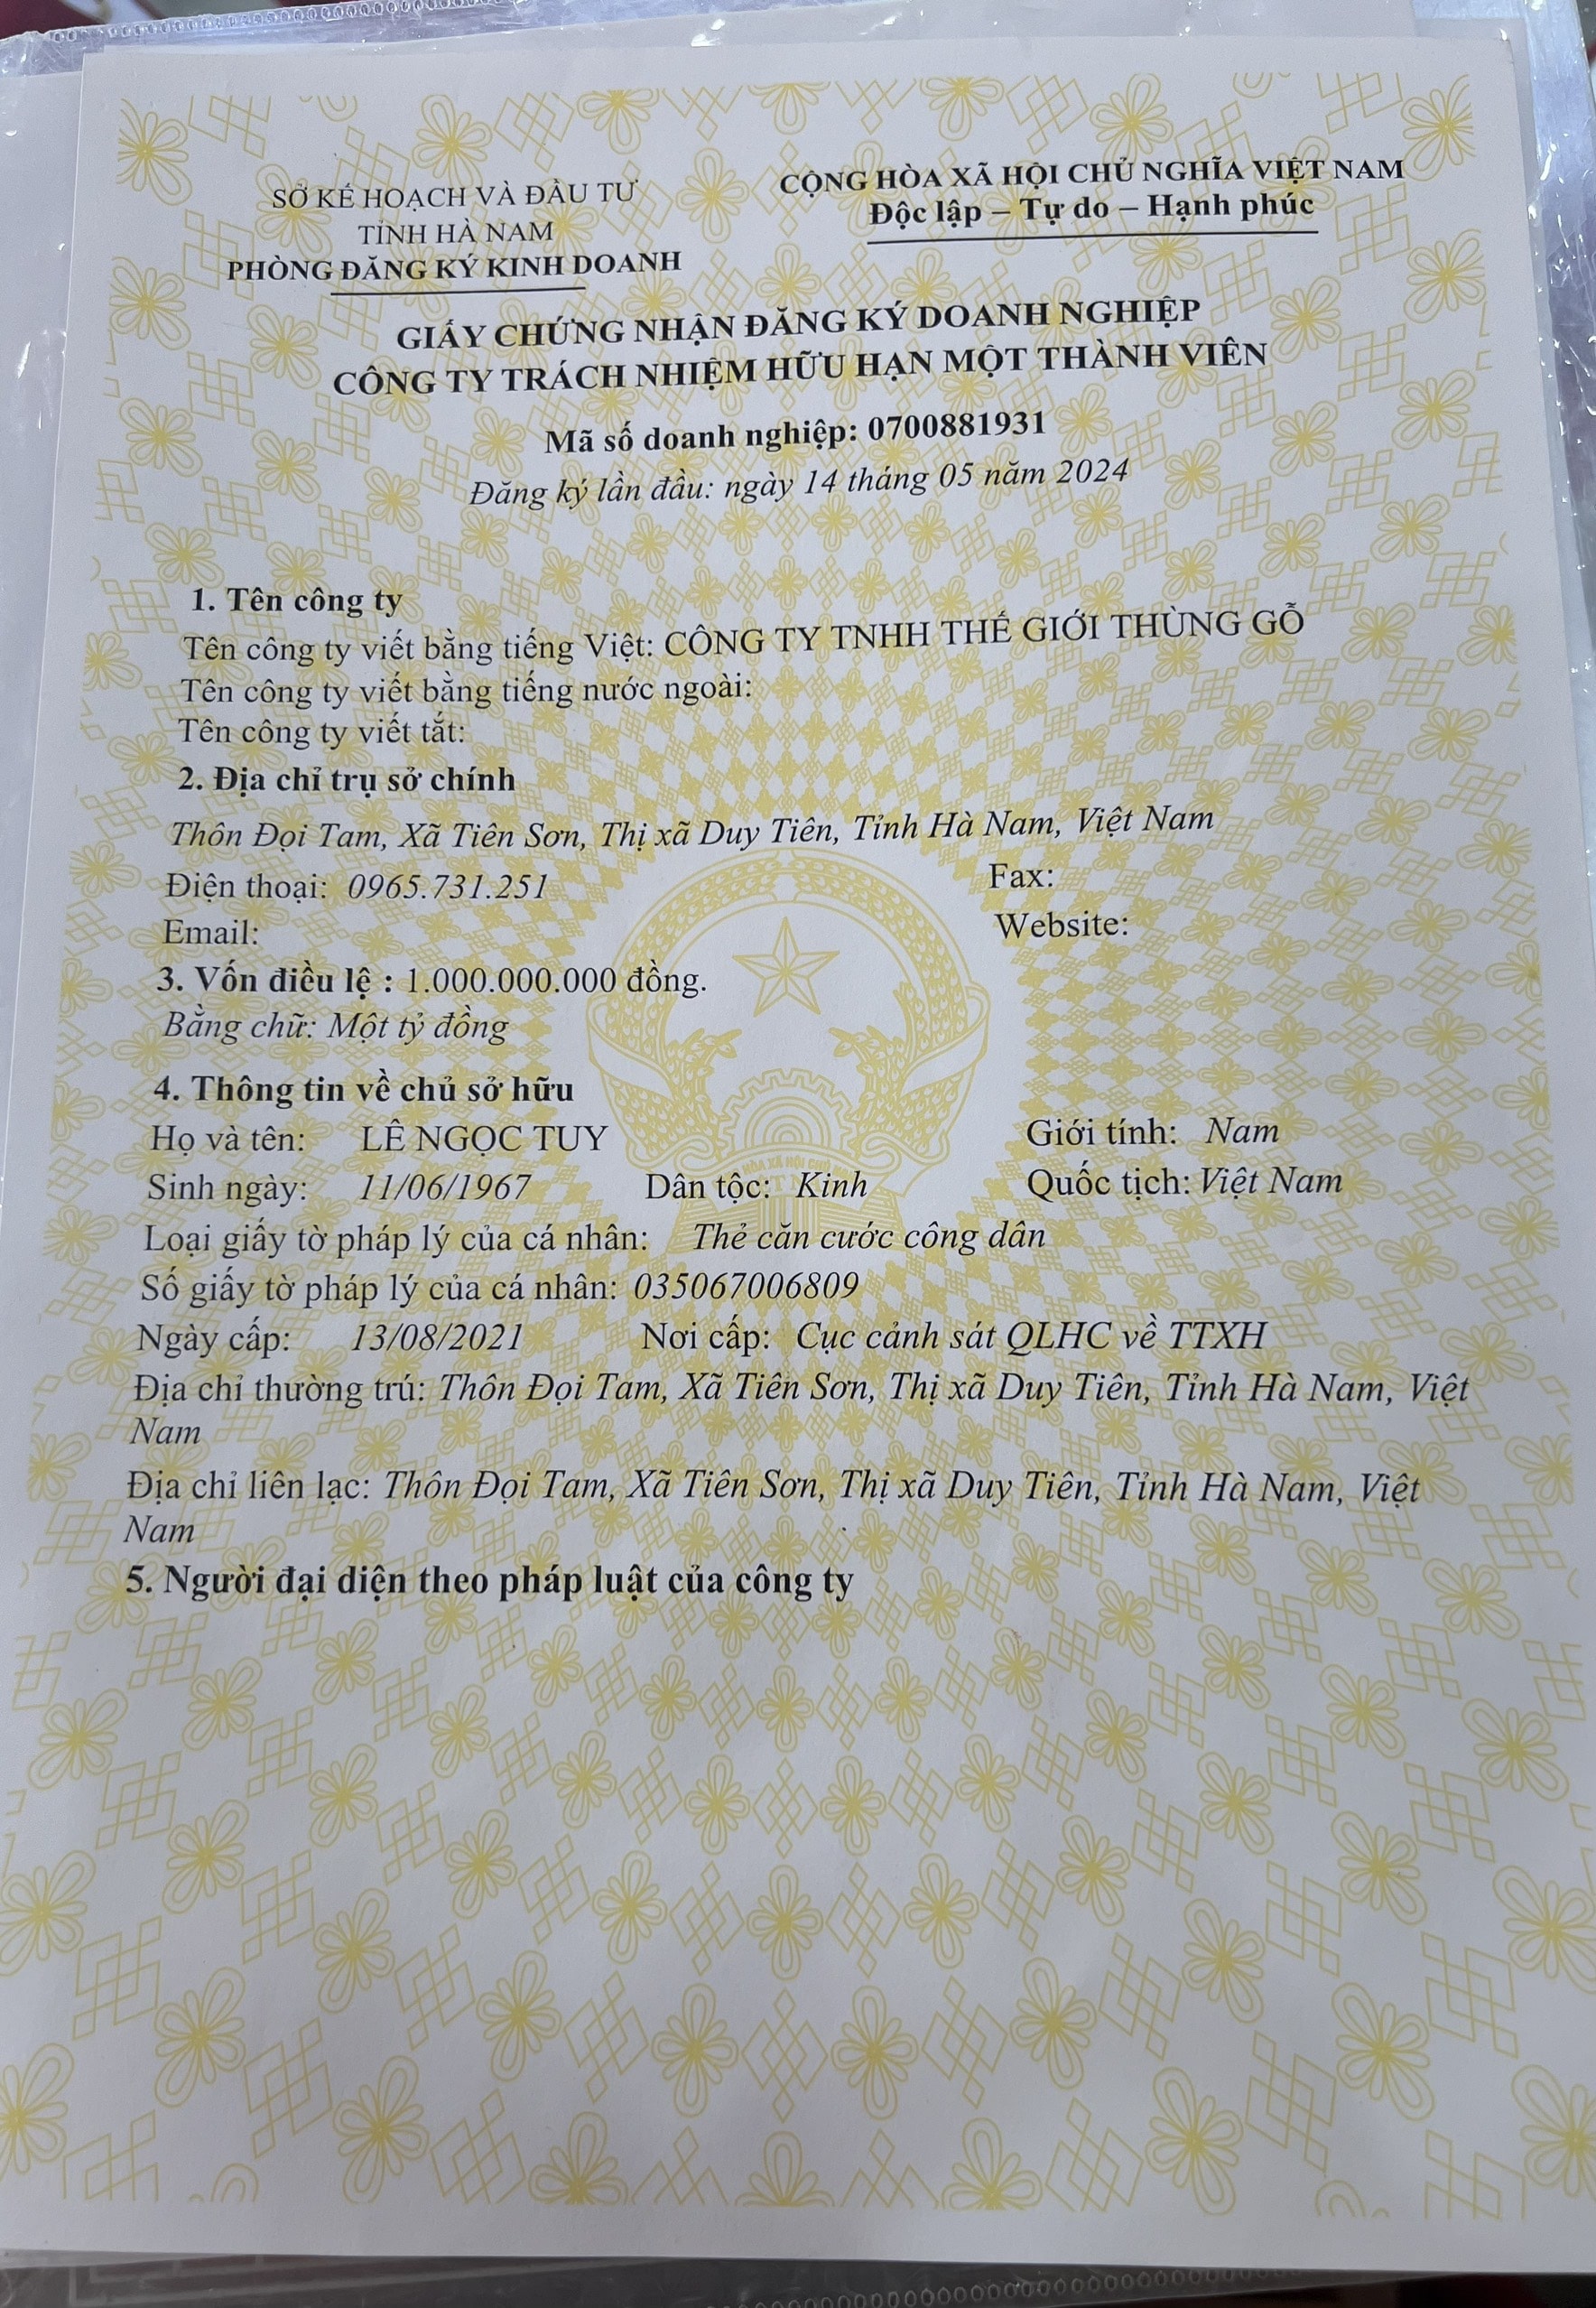 SỞ KẾ HOẠCH VÀ ĐẦU TƯ
TỈNH HÀ NAM
PHÒNG ĐĂNG KÝ KINH DOANH
CỘNG HÒA XÃ HỘI CHỦ NGHĨA VIỆT NAM
Độc lập – Tự do – Hạnh phúc
GIẤY CHỨNG NHẬN ĐĂNG KÝ DOANH NGHIỆP
CÔNG TY TRÁCH NHIỆM HỮU HẠN MỘT THÀNH VIÊN
Mã số doanh nghiệp: 0700881931
Đăng ký lần đầu: ngày 14 tháng 05 năm 2024
1. Tên công ty
Tên công ty viết bằng tiếng Việt: CÔNG TY TNHH THẾ GIỚI THÙNG GỖ
Tên công ty viết bằng tiếng nước ngoài:
Tên công ty viết tắt:
2. Địa chỉ trụ sở chính
Thôn Đọi Tam, Xã Tiên Sơn, Thị xã Duy Tiên, Tỉnh Hà Nam, Việt Nam
Điện thoại: 0965.731.251 Fax:
Email: Website:
3. Vốn điều lệ : 1.000.000.000 đồng.
Bằng chữ: Một tỷ đồng
4. Thông tin về chủ sở hữu
Họ và tên: LÊ NGỌC TUY Giới tính: Nam
Sinh ngày: 11/06/1967 Dân tộc: Kinh Quốc tịch: Việt Nam
Loại giấy tờ pháp lý của cá nhân: Thẻ căn cước công dân
Số giấy tờ pháp lý của cá nhân: 035067006809
Ngày cấp: 13/08/2021 Nơi cấp: Cục cảnh sát QLHC về TTXH
Địa chỉ thường trú: Thôn Đọi Tam, Xã Tiên Sơn, Thị xã Duy Tiên, Tỉnh Hà Nam, Việt
Nam
Địa chỉ liên lạc: Thôn Đọi Tam, Xã Tiên Sơn, Thị xã Duy Tiên, Tỉnh Hà Nam, Việt
Nam
5. Người đại diện theo pháp luật của công ty